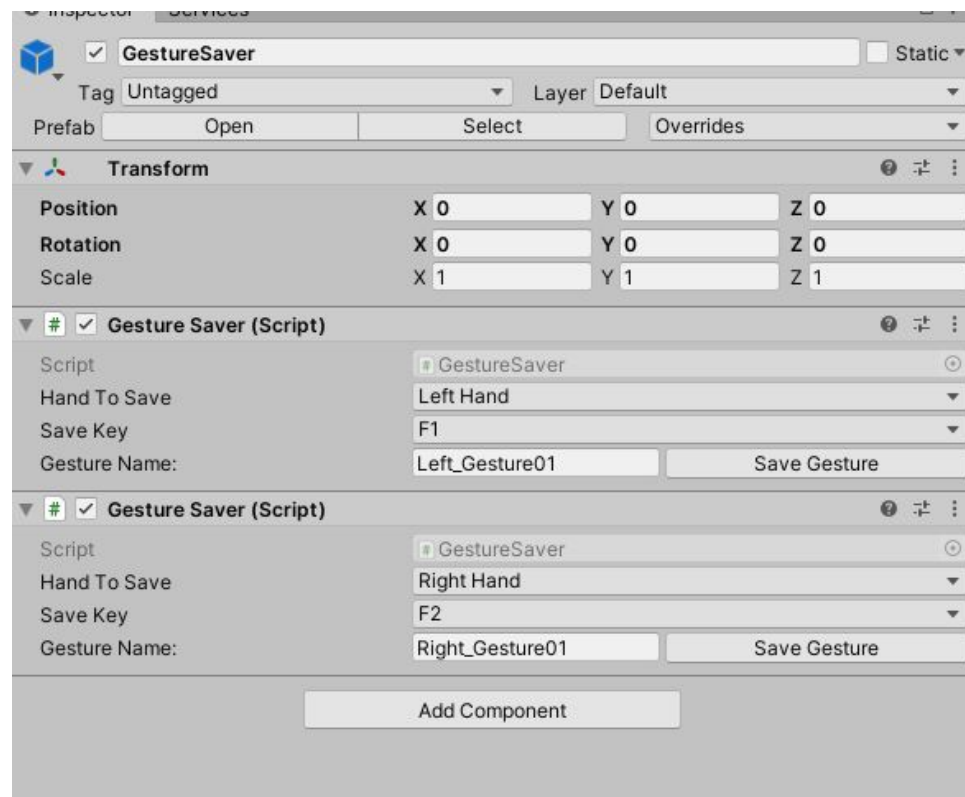 Inspector Services
GestureSaver Static
Tag Untagged Layer Default
Prefab Open Select Overrides
Transform
Position X 0 Y 0 Z 0
Rotation X 0 Y 0 Z 0
Scale X 1 Y 1 Z 1
# Gesture Saver (Script)
Script # GestureSaver
Hand To Save Left Hand
Save Key F1
Gesture Name: Left_Gesture01 Save Gesture
# Gesture Saver (Script)
Script # GestureSaver
Hand To Save Right Hand
Save Key F2
Gesture Name: Right_Gesture01 Save Gesture
Add Component